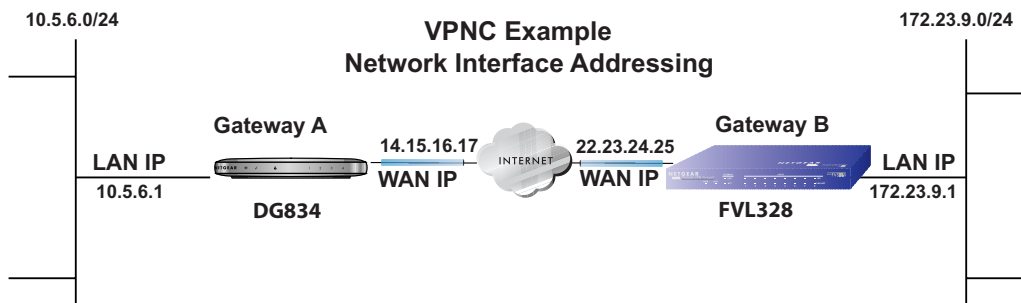 10.5.6.0/24
172.23.9.0/24
VPNC Example
Network Interface Addressing
Gateway A
14.15.16.17
INTERNET
22.23.24.25
Gateway B
LAN IP
WAN IP
WAN IP
NETGEAR
LAN IP
10.5.6.1
172.23.9.1
DG834
FVL328